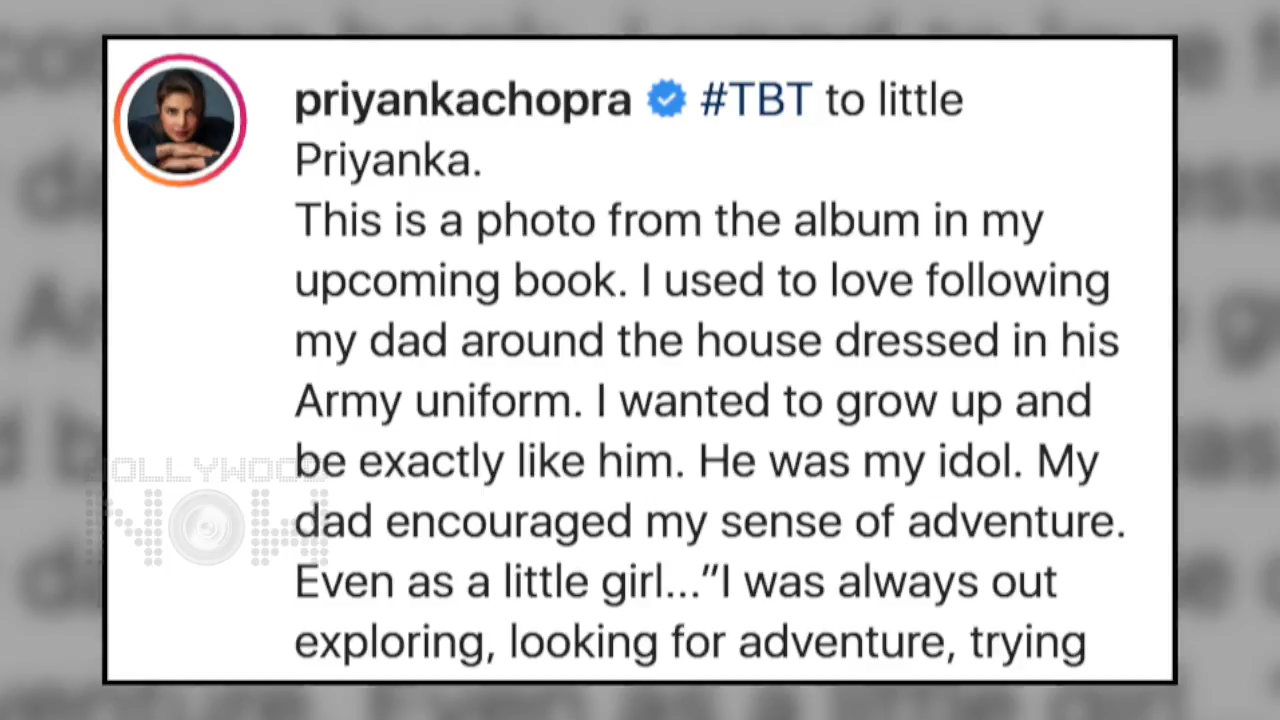 priyankachopra #TBT to little
Priyanka.
This is a photo from the album in my
upcoming book. I used to love following
my dad around the house dressed in his
Army uniform. I wanted to grow up and
be exactly like him. He was my idol. My
dad encouraged my sense of adventure.
Even as a little girl...”I was always out
exploring, looking for adventure, trying
BOLLYWOOD
NOW